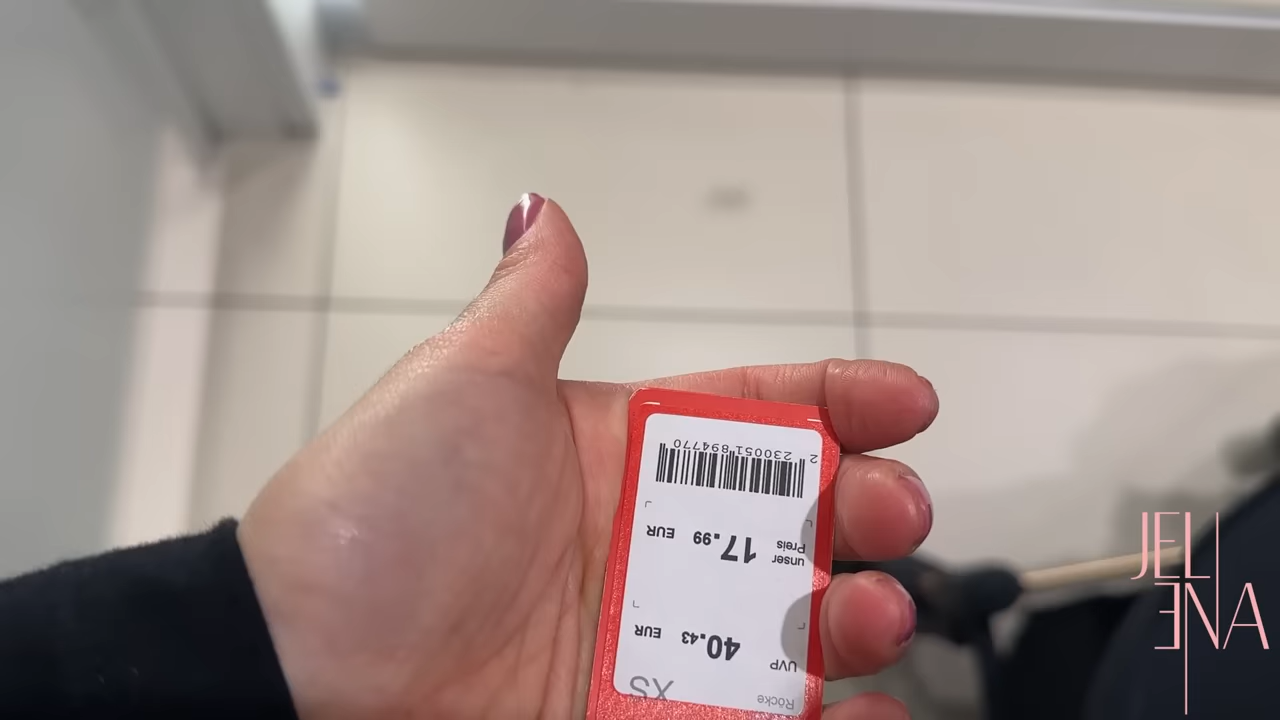 Röcke XS
UVP 40.43 EUR
unser
Preis 17.99 EUR
2 230051 894770
JEL
ENA